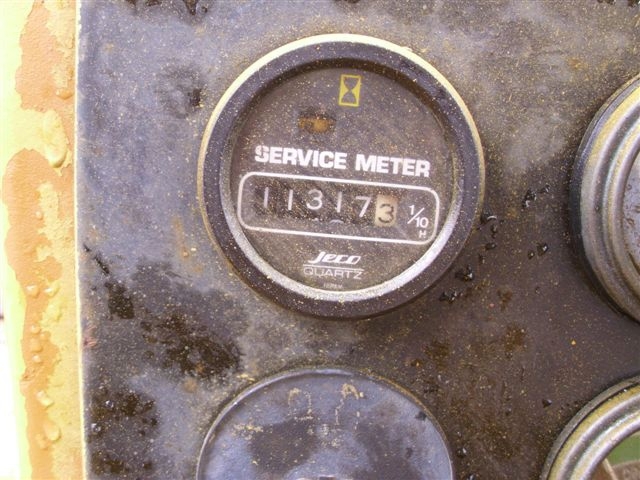 SERVICE METER
113173 1/10 H
Jeco
QUARTZ